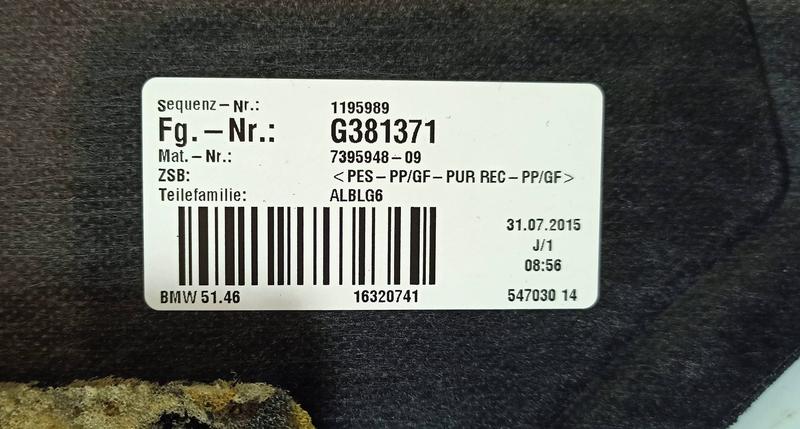 Sequenz-Nr.: 1195989
Fg.-Nr.: G381371
Mat.-Nr.: 7395948-09
ZSB: <PES-PP/GF-PUR REC-PP/GF>
Teilefamilie: ALBLG6
31.07.2015
J/1
08:56
BMW 51.46 16320741 547030 14